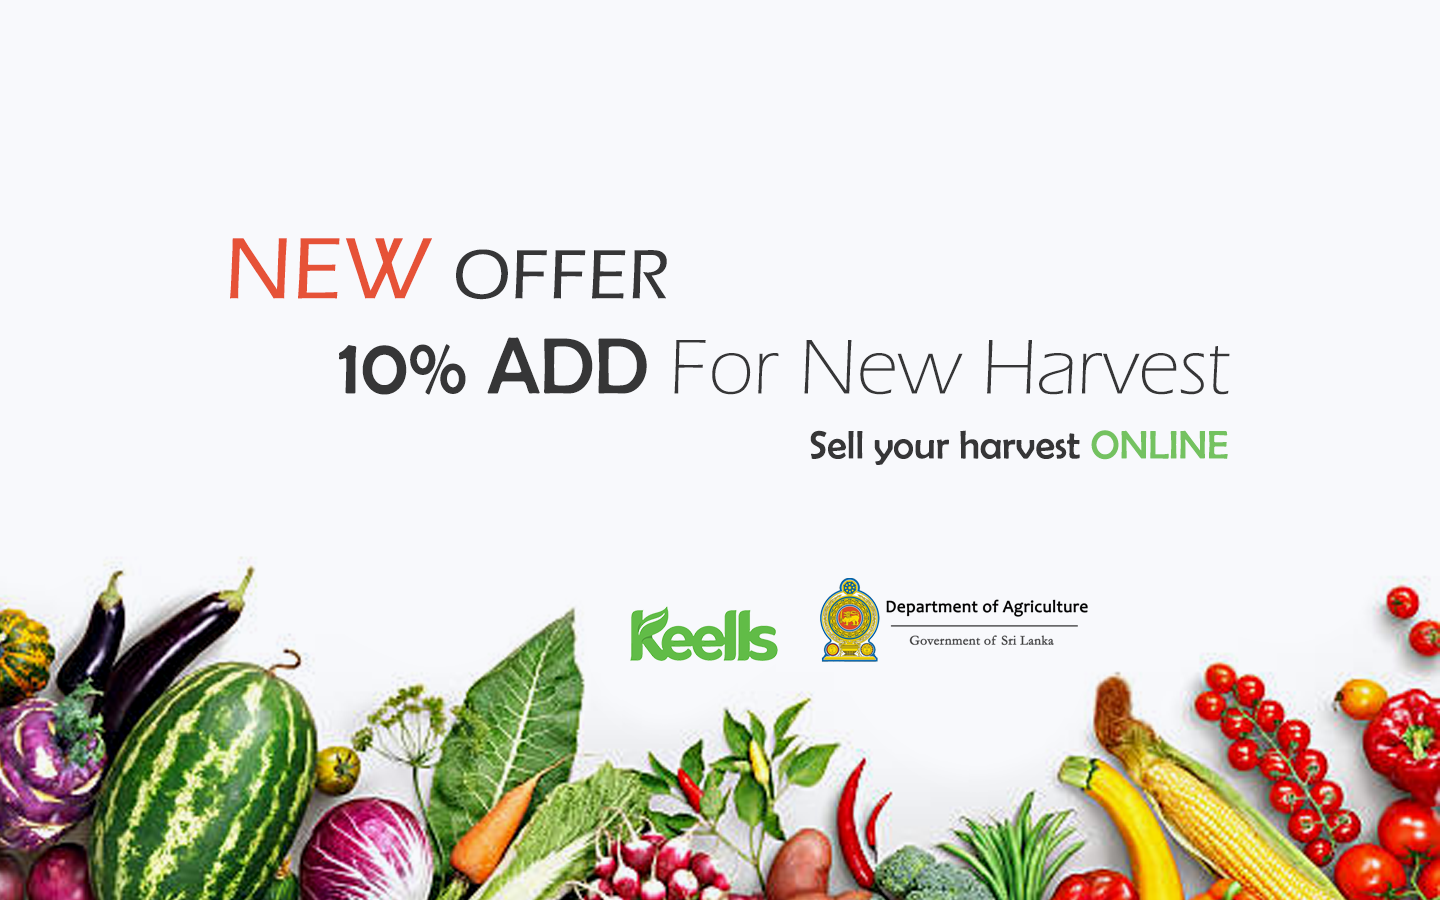 NEW OFFER
10% ADD For New Harvest
Sell your harvest ONLINE
Keells
Department of Agriculture
Government of Sri Lanka